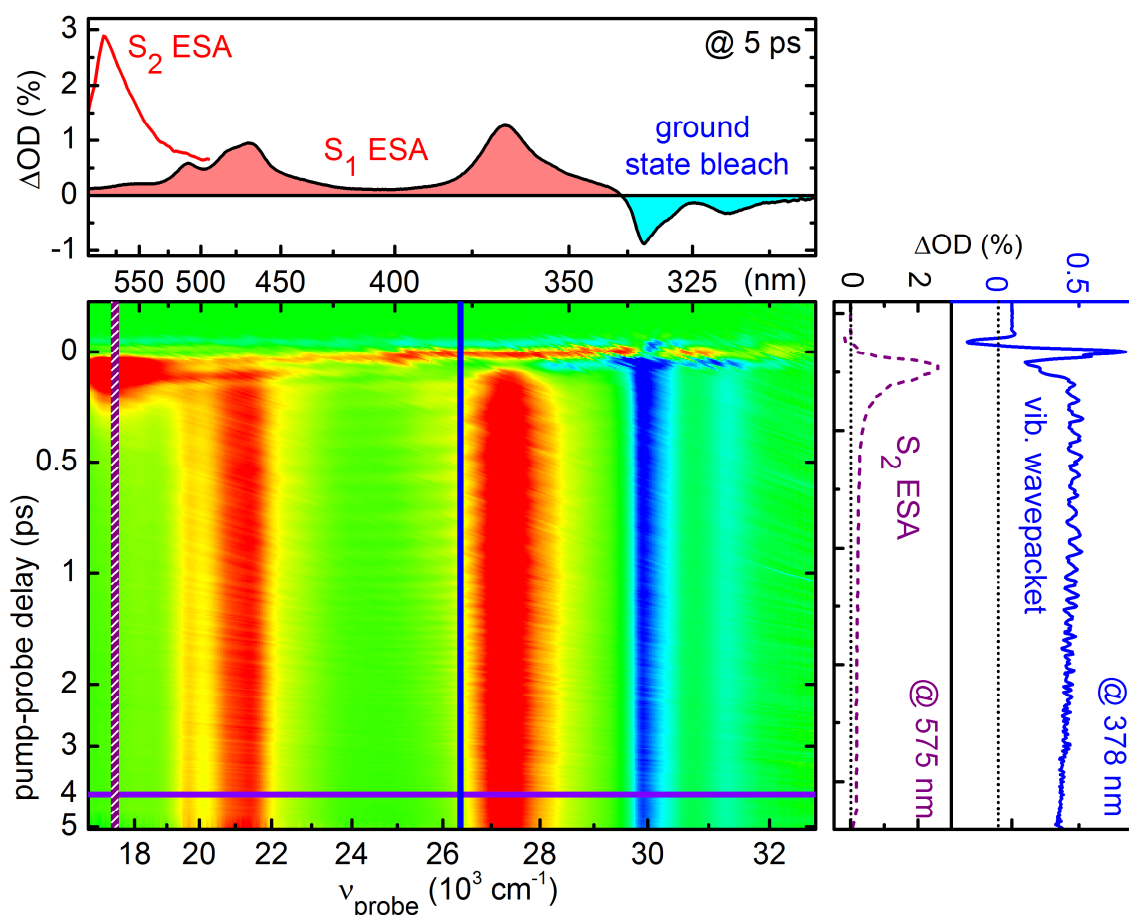 3
2
1
0
-1
ΔOD (%)
S2 ESA
@ 5 ps
S1 ESA
ground
state bleach
550 500 450 400 350 325 (nm)
0
0.5
1
2
3
4
5
pump-probe delay (ps)
18 20 22 24 26 28 30 32
νprobe (10³ cm⁻¹)
ΔOD (%)
0 2
0 0.5
S2 ESA
@ 575 nm
vib. wavepacket
@ 378 nm